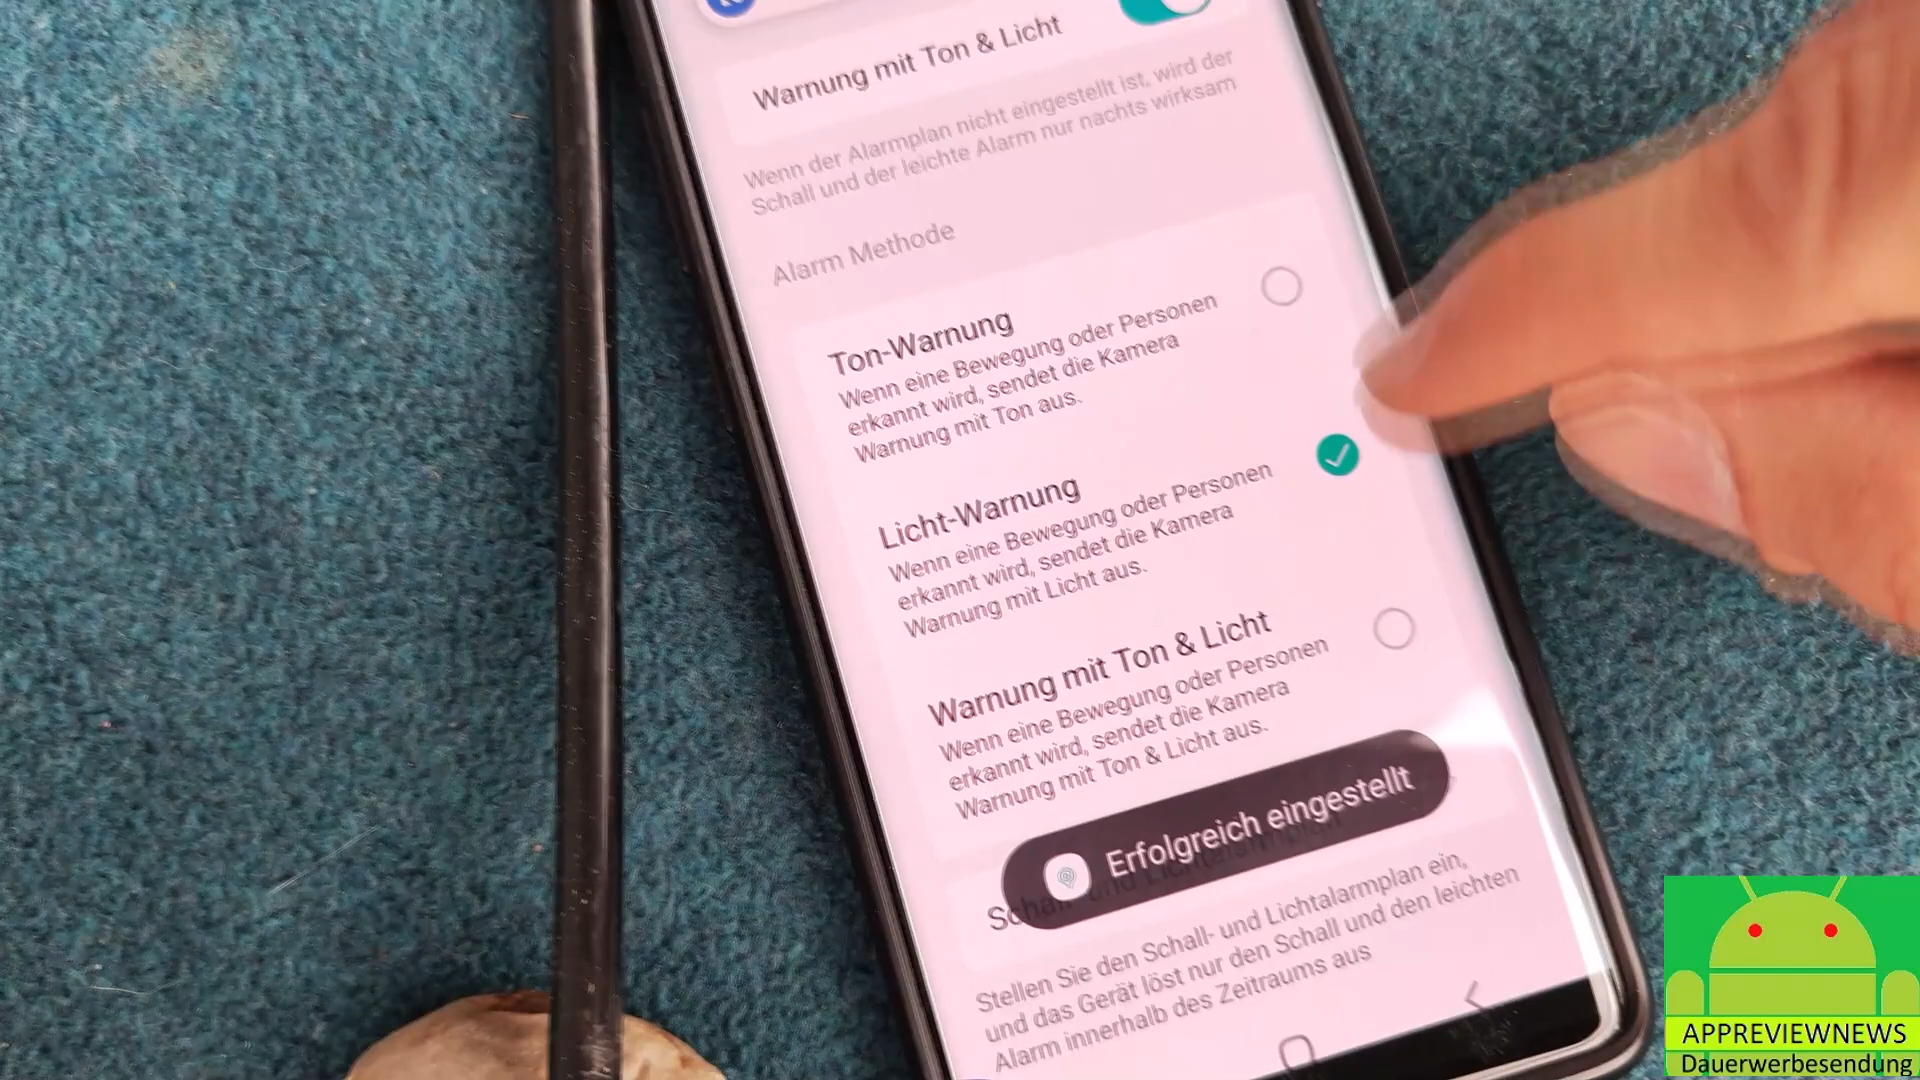 Warnung mit Ton & Licht
Wenn der Alarmplan nicht eingestellt ist, wird der
Schall und der leichte Alarm nur nachts wirksam
Alarm Methode
Ton-Warnung
Wenn eine Bewegung oder Personen
erkannt wird, sendet die Kamera
Warnung mit Ton aus.
Licht-Warnung
Wenn eine Bewegung oder Personen
erkannt wird, sendet die Kamera
Warnung mit Licht aus.
Warnung mit Ton & Licht
Wenn eine Bewegung oder Personen
erkannt wird, sendet die Kamera
Warnung mit Ton & Licht aus.
Erfolgreich eingestellt
Schall- und Lichtalarmplan
Stellen Sie den Schall- und Lichtalarmplan ein,
und das Gerät löst nur den Schall und den leichten
Alarm innerhalb des Zeitraums aus
APPREVIEWNEWS
Dauerwerbesendung